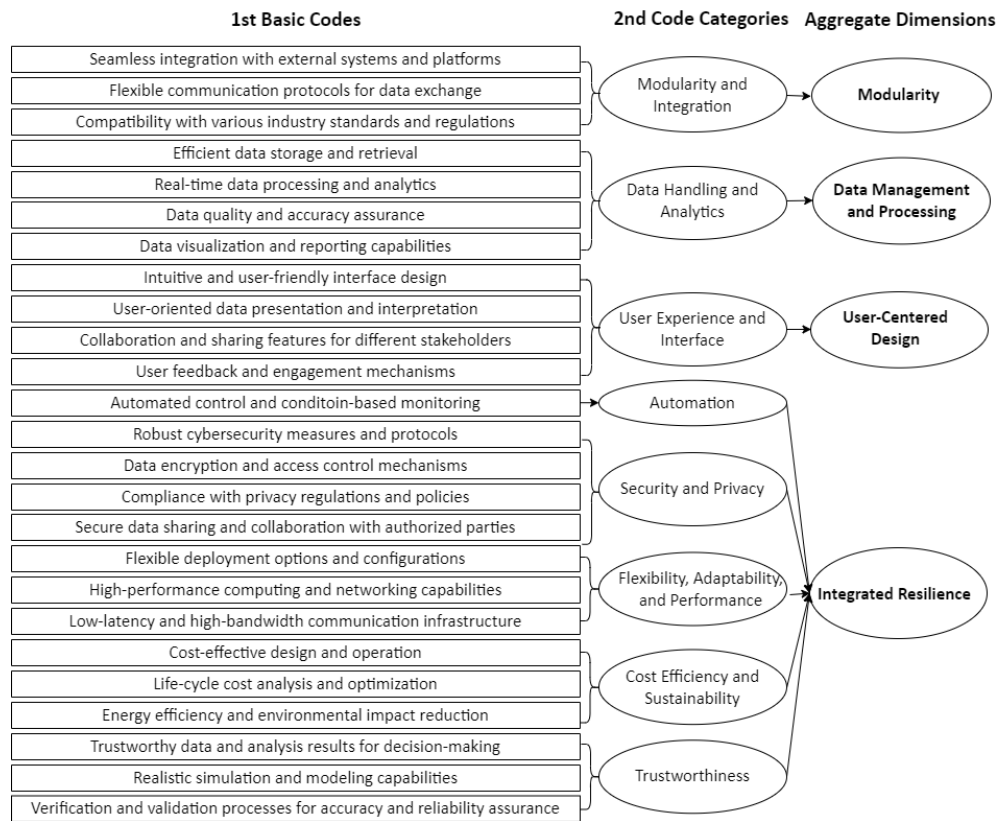 1st Basic Codes
2nd Code Categories
Aggregate Dimensions
Seamless integration with external systems and platforms
Flexible communication protocols for data exchange
Compatibility with various industry standards and regulations
Modularity and
Integration
Modularity
Efficient data storage and retrieval
Real-time data processing and analytics
Data quality and accuracy assurance
Data visualization and reporting capabilities
Data Handling and
Analytics
Data Management
and Processing
Intuitive and user-friendly interface design
User-oriented data presentation and interpretation
Collaboration and sharing features for different stakeholders
User feedback and engagement mechanisms
User Experience and
Interface
User-Centered
Design
Automated control and conditoin-based monitoring
Automation
Robust cybersecurity measures and protocols
Data encryption and access control mechanisms
Compliance with privacy regulations and policies
Secure data sharing and collaboration with authorized parties
Security and Privacy
Flexible deployment options and configurations
High-performance computing and networking capabilities
Low-latency and high-bandwidth communication infrastructure
Flexibility, Adaptability,
and Performance
Integrated Resilience
Cost-effective design and operation
Life-cycle cost analysis and optimization
Energy efficiency and environmental impact reduction
Cost Efficiency and
Sustainability
Trustworthy data and analysis results for decision-making
Realistic simulation and modeling capabilities
Verification and validation processes for accuracy and reliability assurance
Trustworthiness